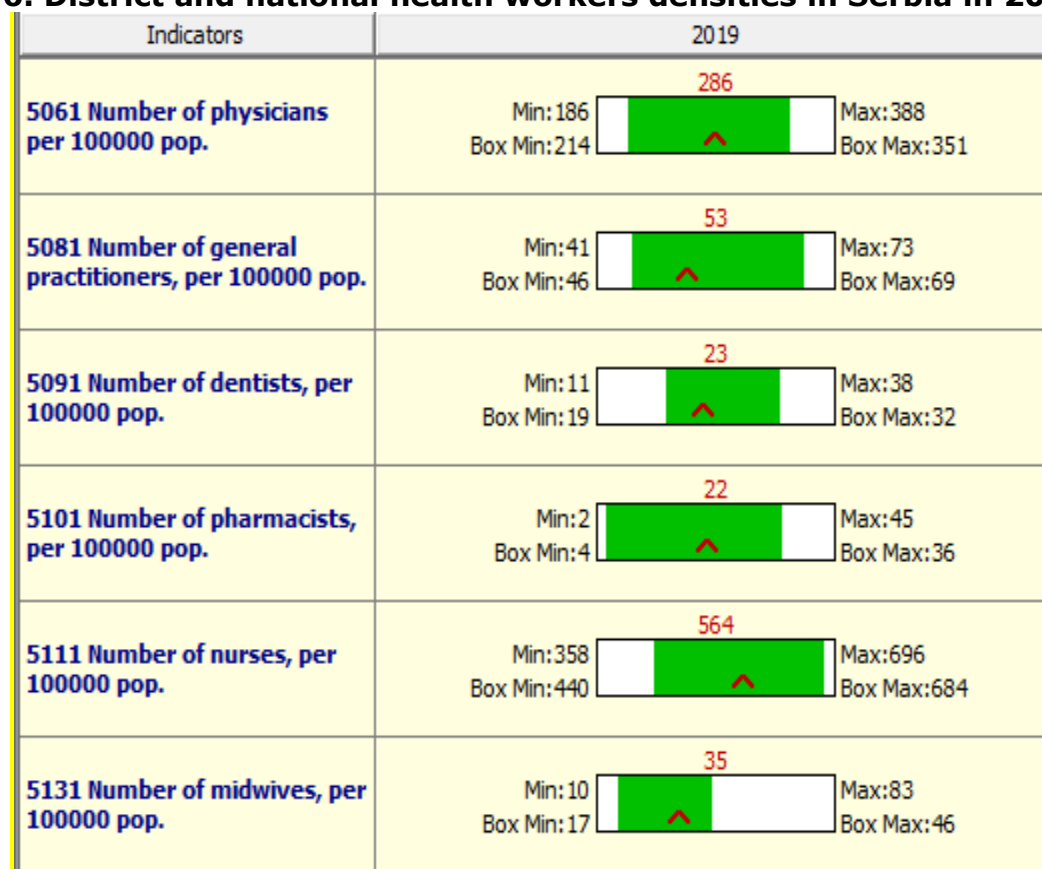 District and national health workers densities in Serbia in
Indicators 2019
286
5061 Number of physicians Min:186 Max:388
per 100000 pop. Box Min:214 Box Max:351
53
5081 Number of general Min:41 Max:73
practitioners, per 100000 pop. Box Min:46 Box Max:69
23
5091 Number of dentists, per Min:11 Max:38
100000 pop. Box Min:19 Box Max:32
22
5101 Number of pharmacists, Min:2 Max:45
per 100000 pop. Box Min:4 Box Max:36
564
5111 Number of nurses, per Min:358 Max:696
100000 pop. Box Min:440 Box Max:684
35
5131 Number of midwives, per Min:10 Max:83
100000 pop. Box Min:17 Box Max:46